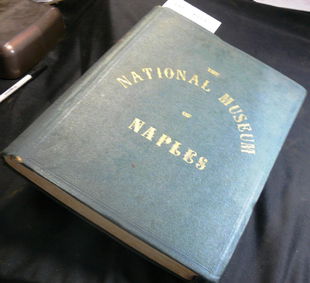 THE
NATIONAL MUSEUM
OF
NAPLES